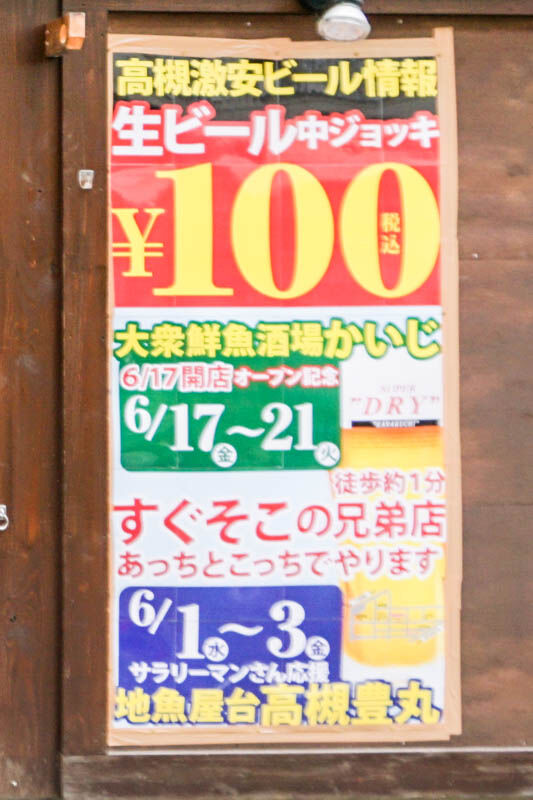 高槻激安ビール情報
生ビール中ジョッキ
¥100税込
大衆鮮魚酒場かいじ
6/17開店オープン記念
6/17金～21火
SUPER
"DRY"
KARAKUCHI
徒歩約1分
すぐそこの兄弟店
あっちとこっちでやります
6/1水～3金
サラリーマンさん応援
地魚屋台高槻豊丸